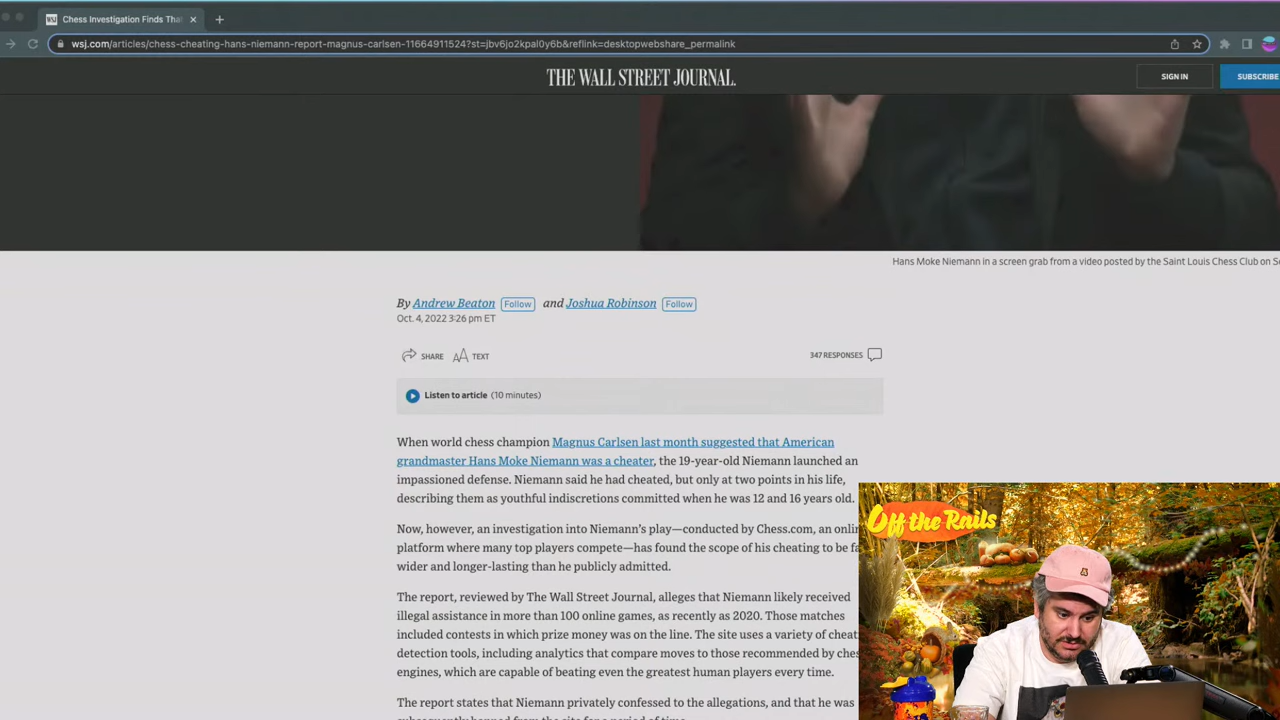 Chess Investigation Finds That
wsj.com/articles/chess-cheating-hans-niemann-report-magnus-carlsen-11664911524?st=jbv6jo2kpal0y6b&reflink=desktopwebshare_permalink
THE WALL STREET JOURNAL.
SIGN IN
SUBSCRIBE
Hans Moke Niemann in a screen grab from a video posted by the Saint Louis Chess Club on
By Andrew Beaton Follow and Joshua Robinson Follow
Oct. 4, 2022 3:26 pm ET
SHARE
AA TEXT
347 RESPONSES
Listen to article (10 minutes)
When world chess champion Magnus Carlsen last month suggested that American
grandmaster Hans Moke Niemann was a cheater, the 19-year-old Niemann launched an
impassioned defense. Niemann said he had cheated, but only at two points in his life,
describing them as youthful indiscretions committed when he was 12 and 16 years old.
Now, however, an investigation into Niemann's play—conducted by Chess.com, an
platform where many top players compete—has found the scope of his cheating to be
wider and longer-lasting than he publicly admitted.
The report, reviewed by The Wall Street Journal, alleges that Niemann likely received
illegal assistance in more than 100 online games, as recently as 2020. Those matches
included contests in which prize money was on the line. The site uses a variety of
detection tools, including analytics that compare moves to those recommended by
engines, which are capable of beating even the greatest human players every time.
The report states that Niemann privately confessed to the allegations, and that he was
Off the Rails